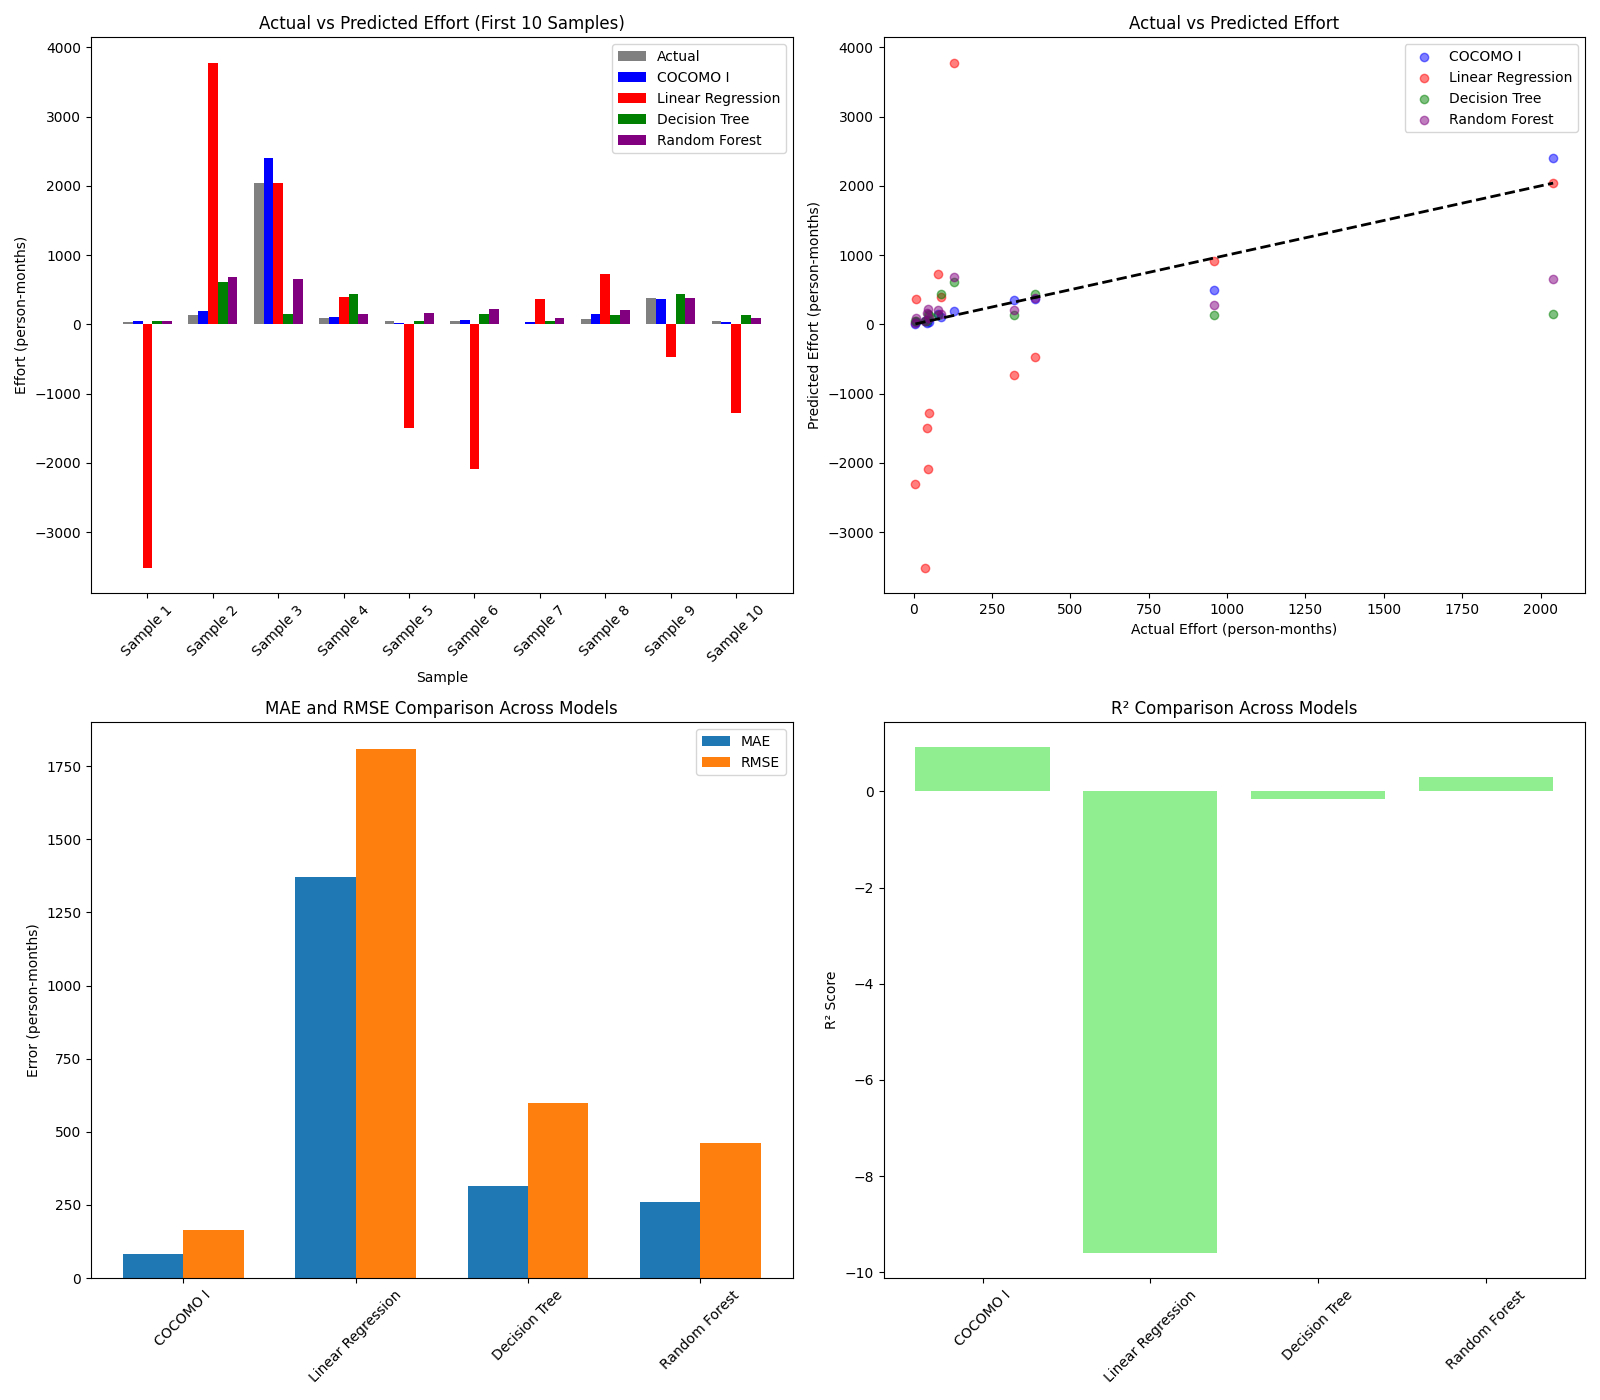 Actual vs Predicted Effort (First 10 Samples)
Effort (person-months)
4000
3000
2000
1000
0
−1000
−2000
−3000
Actual
COCOMO I
Linear Regression
Decision Tree
Random Forest
Sample 1
Sample 2
Sample 3
Sample 4
Sample 5
Sample 6
Sample 7
Sample 8
Sample 9
Sample 10
Sample
Actual vs Predicted Effort
Predicted Effort (person-months)
4000
3000
2000
1000
0
−1000
−2000
−3000
COCOMO I
Linear Regression
Decision Tree
Random Forest
0
250
500
750
1000
1250
1500
1750
2000
Actual Effort (person-months)
MAE and RMSE Comparison Across Models
Error (person-months)
1750
1500
1250
1000
750
500
250
0
MAE
RMSE
COCOMO I
Linear Regression
Decision Tree
Random Forest
R² Comparison Across Models
R² Score
0
−2
−4
−6
−8
−10
COCOMO I
Linear Regression
Decision Tree
Random Forest